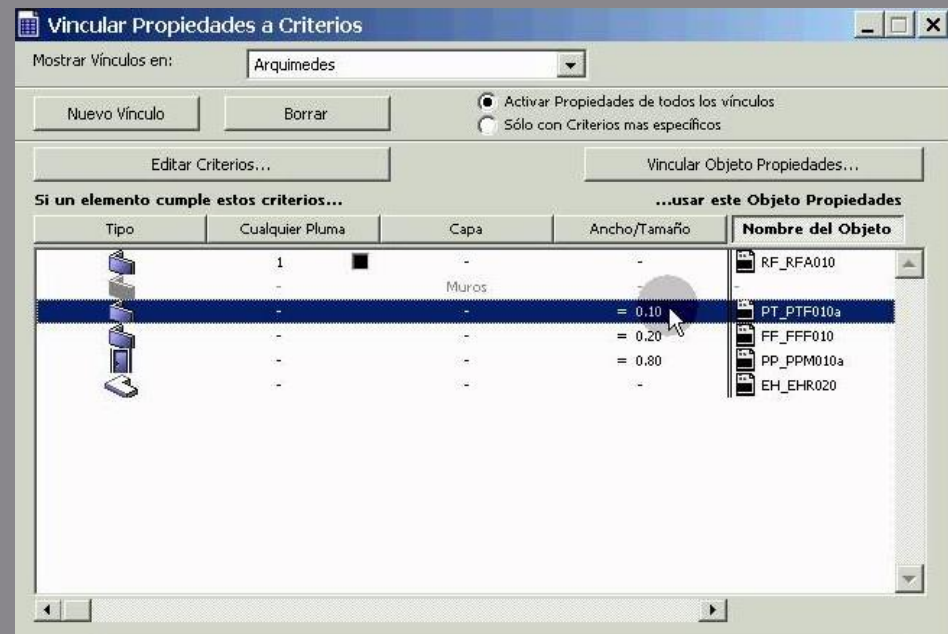 Vincular Propiedades a Criterios
Mostrar Vínculos en: Arquimedes
Activar Propiedades de todos los vínculos
Nuevo Vínculo Borrar
Sólo con Criterios mas específicos
Editar Criterios... Vincular Objeto Propiedades...
Si un elemento cumple estos criterios... ...usar este Objeto Propiedades
Tipo Cualquier Pluma Capa Ancho/Tamaño Nombre del Objeto
1 - - RF_RFA010
- Muros - -
- - = 0.10 PT_PTF010a
- - = 0.20 FF_FFF010
- - = 0.80 PP_PPM010a
- - - EH_EHR020